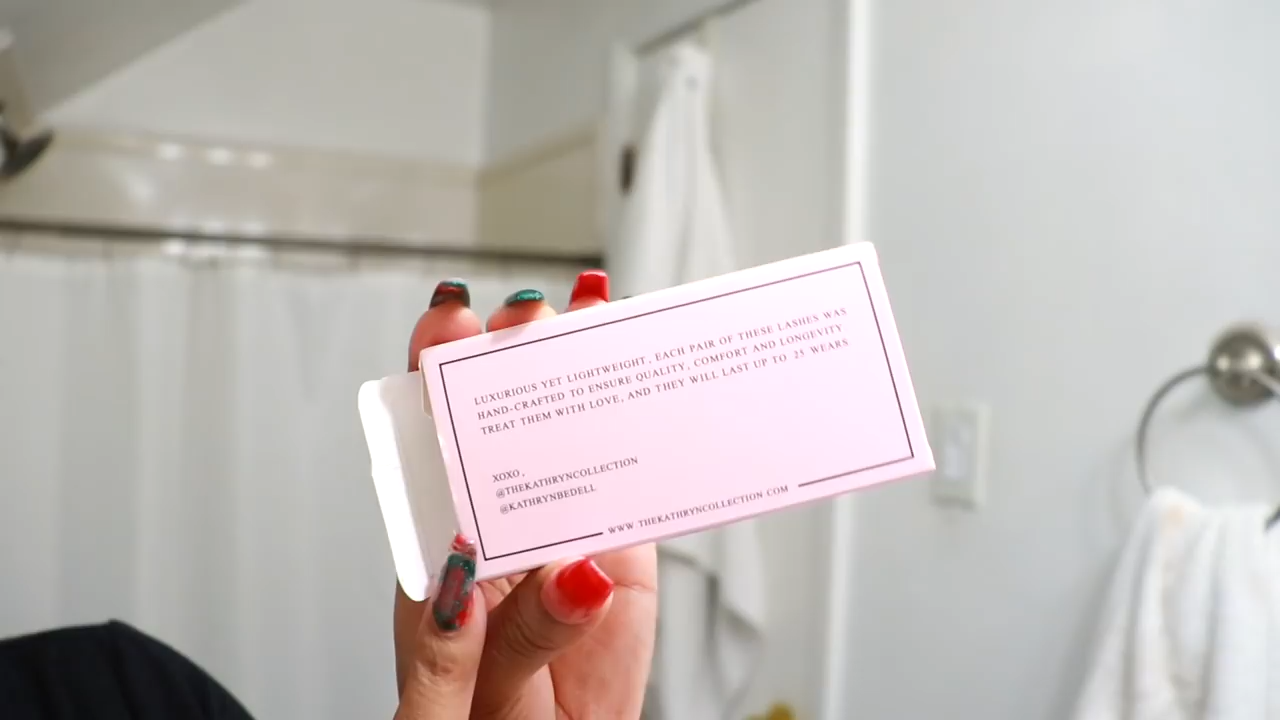 LUXURIOUS YET LIGHTWEIGHT, EACH PAIR OF THESE LASHES WAS
HAND-CRAFTED TO ENSURE QUALITY, COMFORT AND LONGEVITY
TREAT THEM WITH LOVE, AND THEY WILL LAST UP TO 25 WEARS
XOXO,
@THEKATHRYNCOLLECTION
@KATHRYNBEDELL
WWW THEKATHRYNCOLLECTION COM